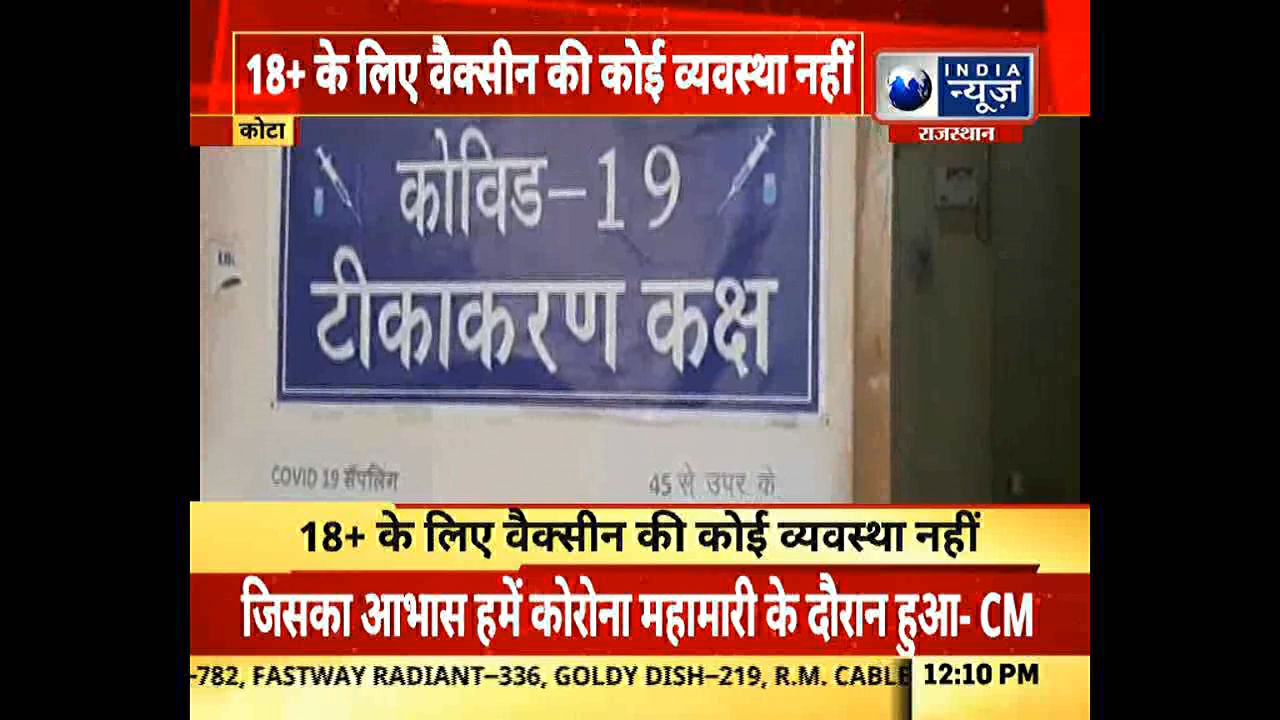 18+ के लिए वैक्सीन की कोई व्यवस्था नहीं
INDIA
न्यूज़
राजस्थान
कोटा
कोविड–19
टीकाकरण कक्ष
COVID 19 सैंपलिंग
45 से उपर के
18+ के लिए वैक्सीन की कोई व्यवस्था नहीं
जिसका आभास हमें कोरोना महामारी के दौरान हुआ- CM
-782, FASTWAY RADIANT–336, GOLDY DISH–219, R.M. CABLE
12:10 PM